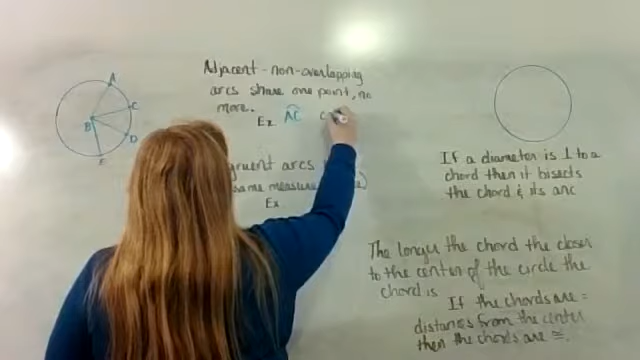 A
C
B
D
E
Adjacent - non-overlapping
arcs share one point, no
more.
Ex AC C
gruent arcs
same measure
Ex
If a diameter is ⊥ to a
chord then it bisects
the chord & its arc
The longer the chord the closer
to the center of the circle the
chord is
If the chords are =
distances from the center
then the chords are ≅.